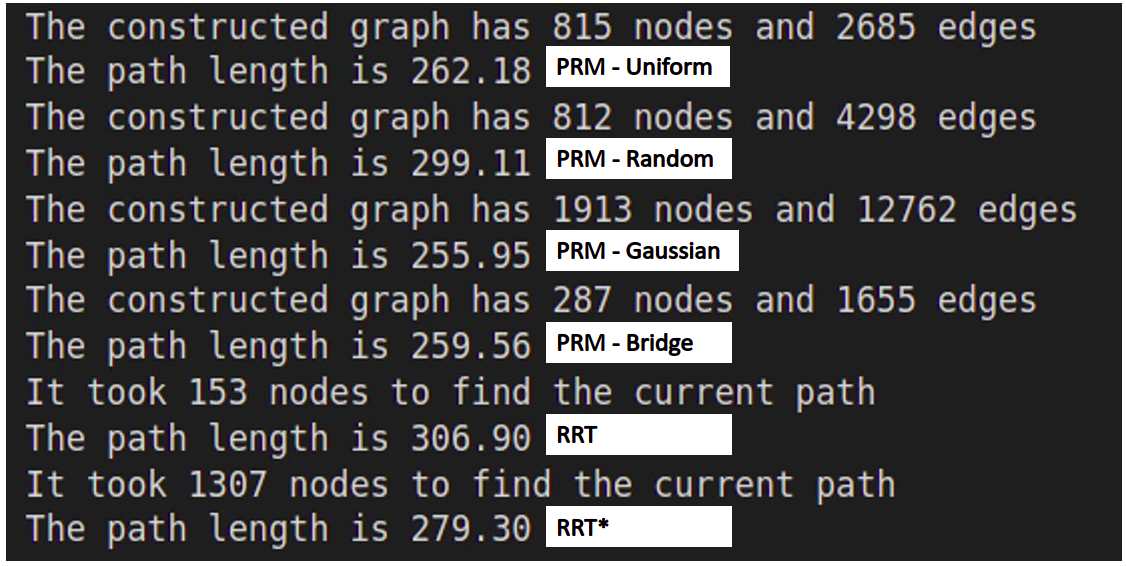 The constructed graph has 815 nodes and 2685 edges
The path length is 262.18 PRM - Uniform
The constructed graph has 812 nodes and 4298 edges
The path length is 299.11 PRM - Random
The constructed graph has 1913 nodes and 12762 edges
The path length is 255.95 PRM - Gaussian
The constructed graph has 287 nodes and 1655 edges
The path length is 259.56 PRM - Bridge
It took 153 nodes to find the current path
The path length is 306.90 RRT
It took 1307 nodes to find the current path
The path length is 279.30 RRT*